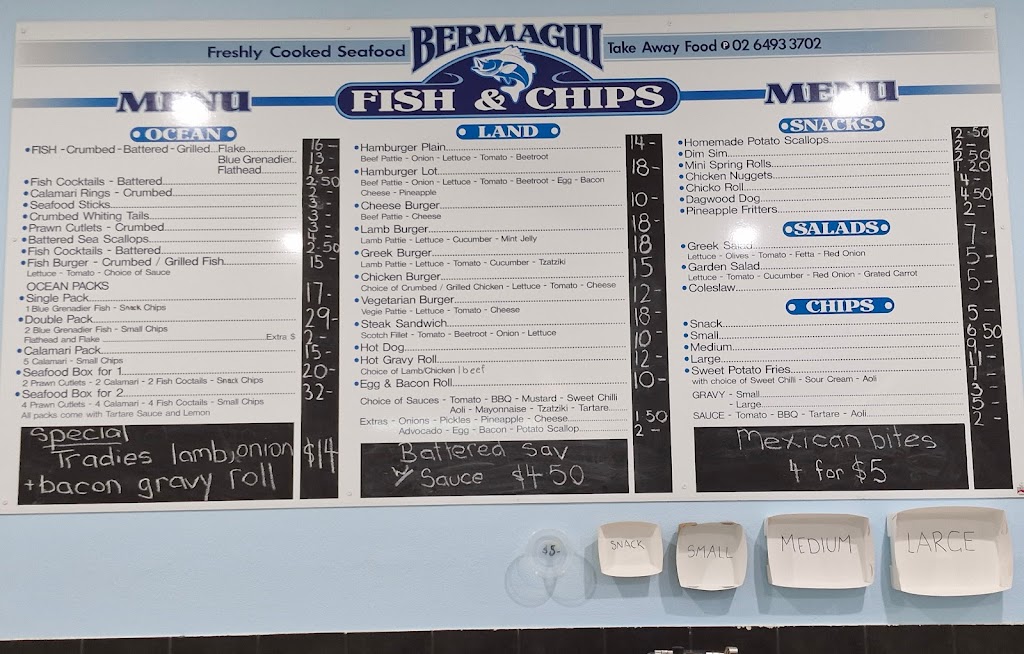 Freshly Cooked Seafood BERMAGUI Take Away Food ℗ 02 6493 3702
FISH & CHIPS
MENU
OCEAN
•FISH -Crumbed -Battered -Grilled...Flake 16-
Blue Grenadier 13-
Flathead 16-
•Fish Cocktails - Battered 2.50
•Calamari Rings - Crumbed 2-
•Seafood Sticks 3-
•Crumbed Whiting Tails 3-
•Prawn Cutlets - Crumbed 3-
•Battered Sea Scallops 4-
•Fish Cocktails - Battered 2.50
•Fish Burger - Crumbed / Grilled Fish 15-
Lettuce - Tomato - Choice of Sauce
OCEAN PACKS
•Single Pack 17-
1 Blue Grenadier Fish - Snack Chips
•Double Pack 29-
2 Blue Grenadier Fish - Small Chips
Flathead and Flake Extra $ 2-
•Calamari Pack 15-
5 Calamari - Small Chips
•Seafood Box for 1 20-
2 Prawn Cutlets - 2 Calamari - 2 Fish Coctails - Snack Chips
•Seafood Box for 2 32-
4 Prawn Cutlets - 4 Calamari - 4 Fish Coctails - Small Chips
All packs come with Tartare Sauce and Lemon
Special
Tradies lamb, onion $14
+bacon gravy roll
LAND
•Hamburger Plain 14-
Beef Pattie - Onion - Lettuce - Tomato - Beetroot
•Hamburger Lot 18-
Beef Pattie - Onion - Lettuce - Tomato - Beetroot - Egg - Bacon
Cheese - Pineapple
•Cheese Burger 10-
Beef Pattie - Cheese
•Lamb Burger 18-
Lamb Pattie - Lettuce - Cucumber - Mint Jelly
•Greek Burger 18
Lamb Pattie - Lettuce - Tomato - Cucumber - Tzatziki
•Chicken Burger 15
Choice of Crumbed / Grilled Chicken - Lettuce - Tomato - Cheese
•Vegetarian Burger 12-
Vegie Pattie - Lettuce - Tomato - Cheese
•Steak Sandwich 18-
Scotch Fillet - Tomato - Beetroot - Onion - Lettuce
•Hot Dog 10-
•Hot Gravy Roll 12-
Choice of Lamb/Chicken | beef
•Egg & Bacon Roll 10-
Choice of Sauces - Tomato - BBQ - Mustard - Sweet Chilli
Aoli - Mayonnaise - Tzatziki - Tartare
Extras - Onions - Pickles - Pineapple - Cheese 1 50
Advocado - Egg - Bacon - Potato Scallop 2-
Battered Sav
w/ Sauce $4 50
MENU
SNACKS
•Homemade Potato Scallops 2.50
•Dim Sim 2-
•Mini Spring Rolls 2 50
•Chicken Nuggets 20
•Chicko Roll 4-
•Dagwood Dog 4.50
•Pineapple Fritters 2-
SALADS
•Greek Salad 7-
Lettuce - Olives - Tomato - Fetta - Red Onion
•Garden Salad 5-
Lettuce - Tomato - Cucumber - Red Onion - Grated Carrot
•Coleslaw 5-
CHIPS
•Snack 5-
•Small 6 50
•Medium 9-
•Large 11-
•Sweet Potato Fries
with choice of Sweet Chilli - Sour Cream - Aoli
GRAVY - Small 3-
- Large 5-
SAUCE - Tomato - BBQ - Tartare - Aoli 2-
Mexican bites
4 for $5
$5-
SNACK
SMALL
MEDIUM
LARGE